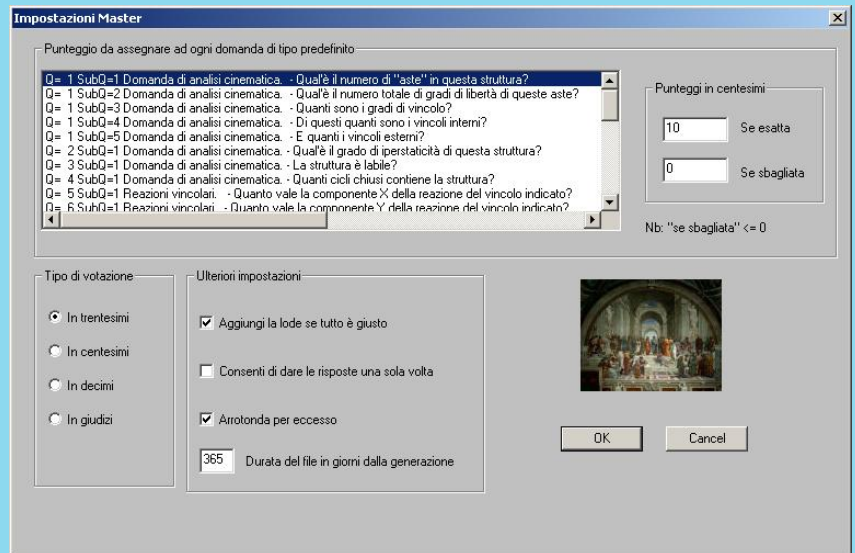 Impostazioni Master
Punteggio da assegnare ad ogni domanda di tipo predefinito
Q= 1 SubQ=1 Domanda di analisi cinematica. - Qual'è il numero di "aste" in questa struttura?
Q= 1 SubQ=2 Domanda di analisi cinematica. - Qual'è il numero totale di gradi di libertà di queste aste?
Q= 1 SubQ=3 Domanda di analisi cinematica. - Quanti sono i gradi di vincolo?
Q= 1 SubQ=4 Domanda di analisi cinematica. - Di questi quanti sono i vincoli interni?
Q= 1 SubQ=5 Domanda di analisi cinematica. - E quanti i vincoli esterni?
Q= 2 SubQ=1 Domanda di analisi cinematica. - Qual'è il grado di iperstaticità di questa struttura?
Q= 3 SubQ=1 Domanda di analisi cinematica. - La struttura è labile?
Q= 4 SubQ=1 Domanda di analisi cinematica. - Quanti cicli chiusi contiene la struttura?
Q= 5 SubQ=1 Reazioni vincolari. - Quanto vale la componente X della reazione del vincolo indicato?
Q= 6 SubQ=1 Reazioni vincolari. - Quanto vale la componente Y della reazione del vincolo indicato?
Punteggi in centesimi
10 Se esatta
0 Se sbagliata
Nb: "se sbagliata" <= 0
Tipo di votazione
In trentesimi
In centesimi
In decimi
In giudizi
Ulteriori impostazioni
Aggiungi la lode se tutto è giusto
Consenti di dare le risposte una sola volta
Arrotonda per eccesso
365 Durata del file in giorni dalla generazione
OK
Cancel